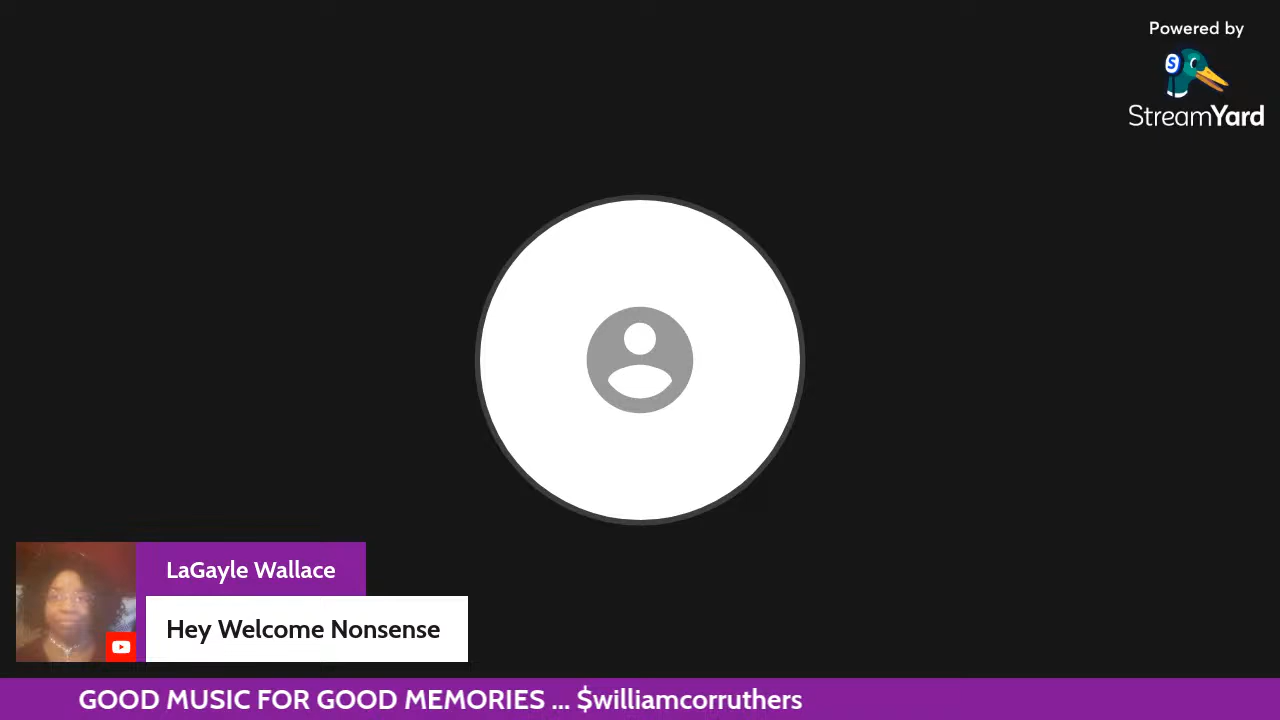 Powered by
S
StreamYard
LaGayle Wallace
Hey Welcome Nonsense
GOOD MUSIC FOR GOOD MEMORIES ... $williamcorruthers